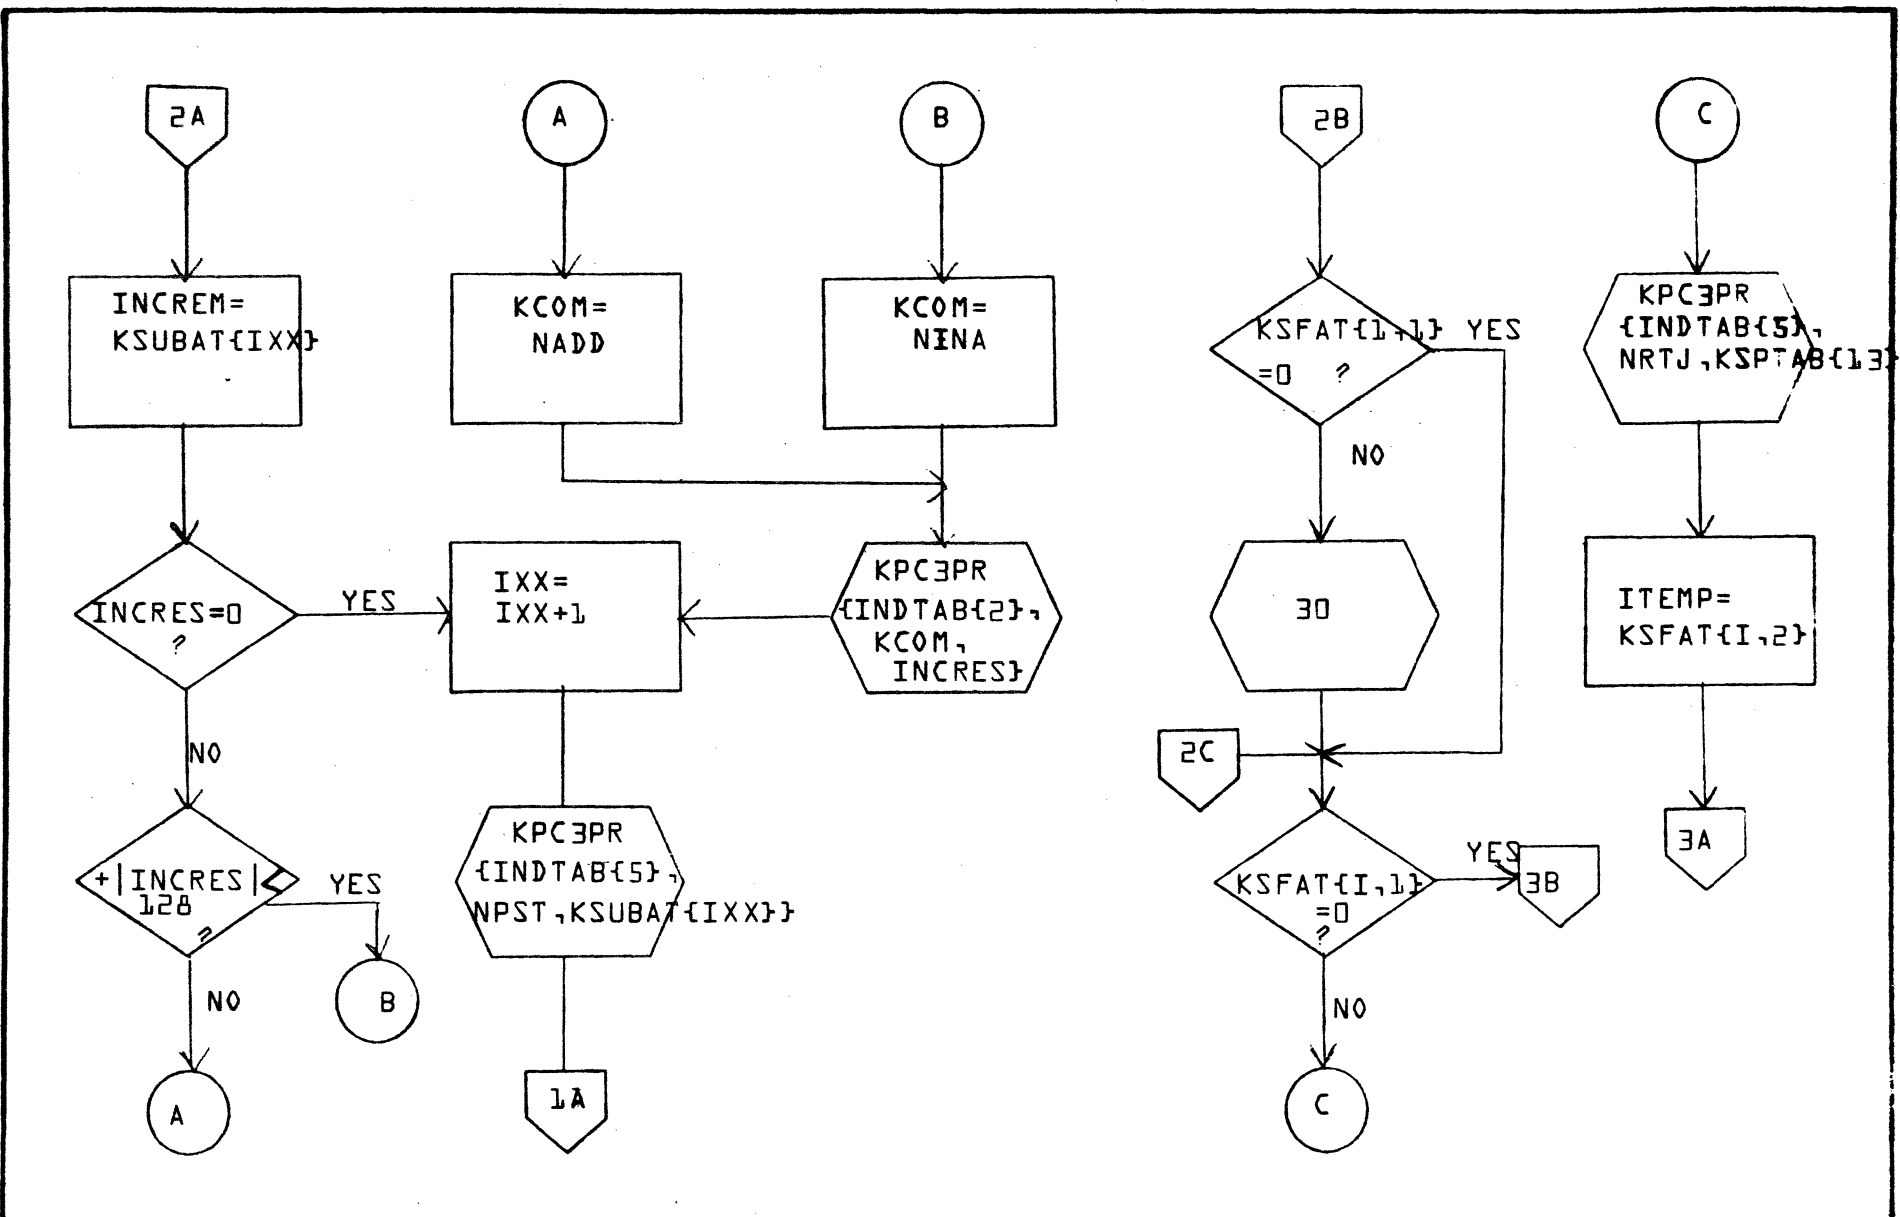 2A
INCREM=
KSUBAT{IXX}
INCRES=0
?
YES
NO
+|INCRES|<
128
?
YES
B
NO
A
A
KCOM=
NADD
IXX=
IXX+1
KPC3PR
{INDTAB{5},
NPST,KSUBAT{IXX}}
1A
B
KCOM=
NINA
KPC3PR
{INDTAB{2},
KCOM,
INCRES}
2B
KSFAT{1,1} YES
=0 ?
NO
30
2C
KSFAT{I,1}
=0
?
YES
3B
NO
C
C
KPC3PR
{INDTAB{5},
NRTJ,KSPTAB{13}
ITEMP=
KSFAT{I,2}
3A